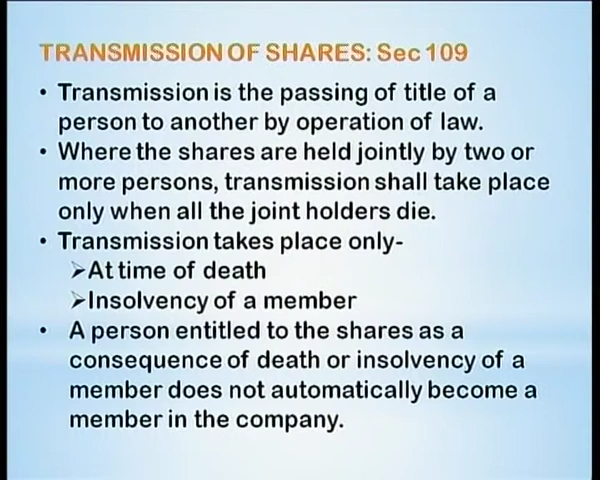 TRANSMISSION OF SHARES: Sec 109
• Transmission is the passing of title of a
person to another by operation of law.
• Where the shares are held jointly by two or
more persons, transmission shall take place
only when all the joint holders die.
• Transmission takes place only-
➢At time of death
➢Insolvency of a member
• A person entitled to the shares as a
consequence of death or insolvency of a
member does not automatically become a
member in the company.